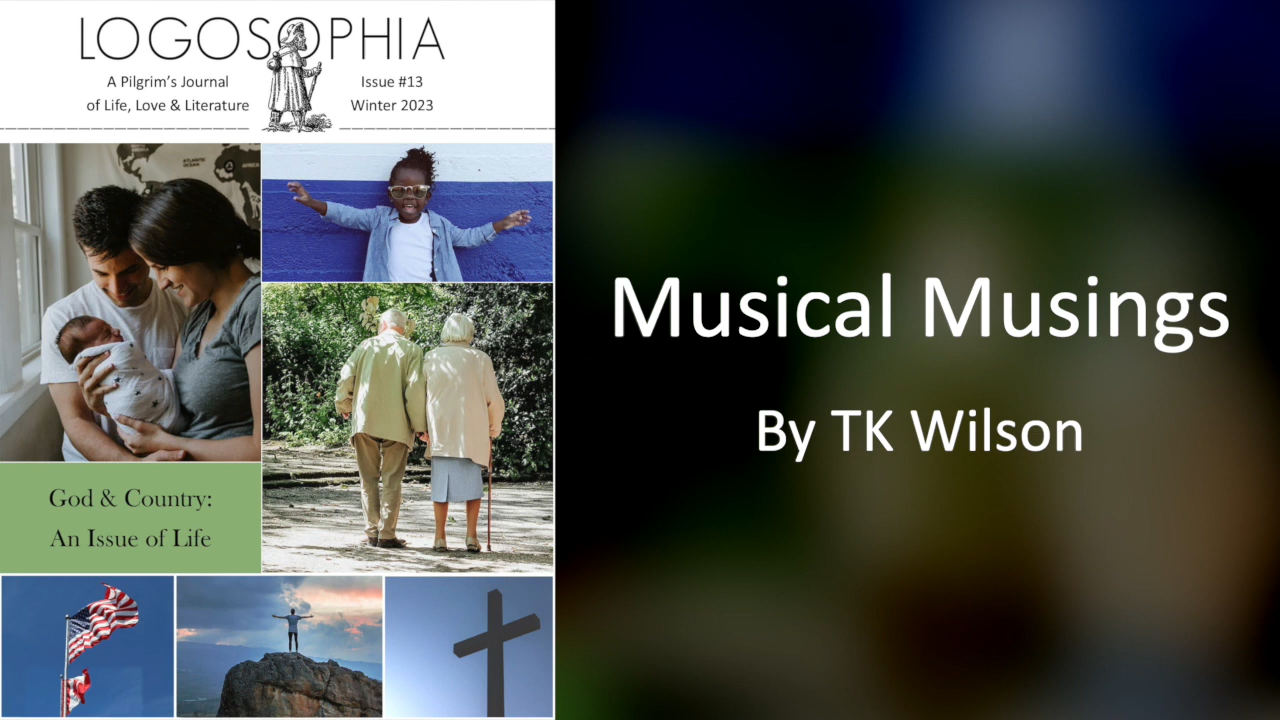 LOGOSOPHIA
A Pilgrim's Journal
of Life, Love & Literature
Issue #13
Winter 2023
God & Country:
An Issue of Life
Musical Musings
By TK Wilson